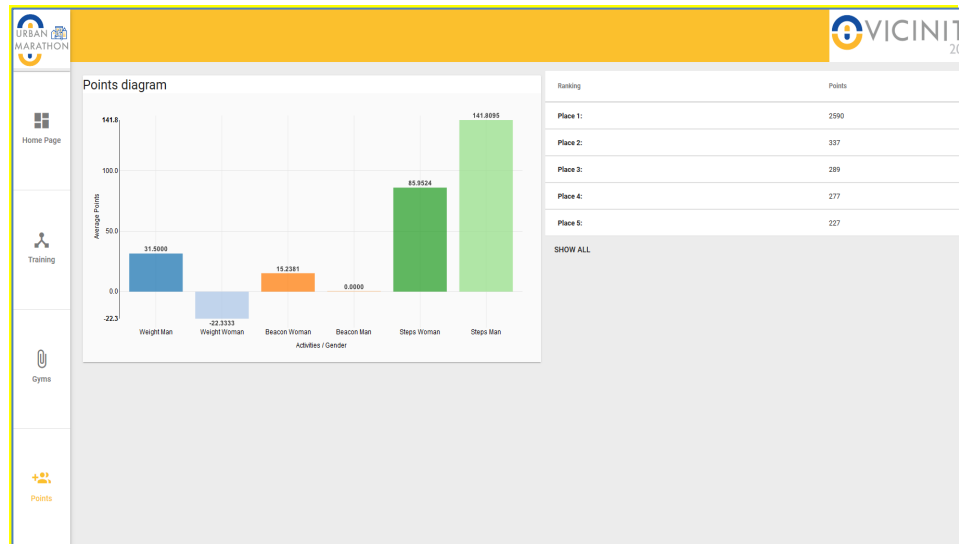 URBAN
MARATHON
VICINIT
20
Home Page
Training
Gyms
Points
Points diagram
141.8
100.0
50.0
0.0
-22.3
Average Points
31.5000
-22.3333
15.2381
0.0000
85.9524
141.8095
Weight Man
Weight Woman
Beacon Woman
Beacon Man
Steps Woman
Steps Man
Activities / Gender
Ranking Points
Place 1: 2590
Place 2: 337
Place 3: 289
Place 4: 277
Place 5: 227
SHOW ALL